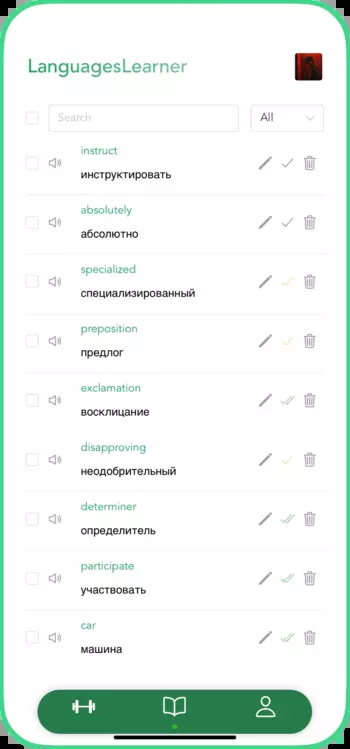 LanguagesLearner
Search
All
instruct
инструктировать
absolutely
абсолютно
specialized
специализированный
preposition
предлог
exclamation
восклицание
disapproving
неодобрительный
determiner
определитель
participate
участвовать
car
машина